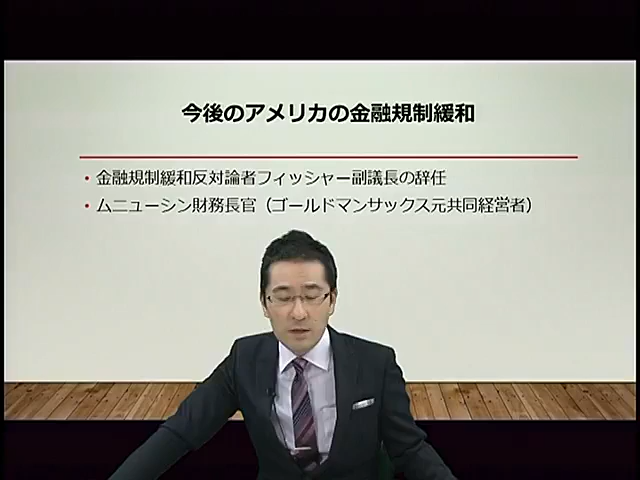 今後のアメリカの金融規制緩和
・金融規制緩和反対論者フィッシャー副議長の辞任
・ムニューシン財務長官（ゴールドマンサックス元共同経営者）